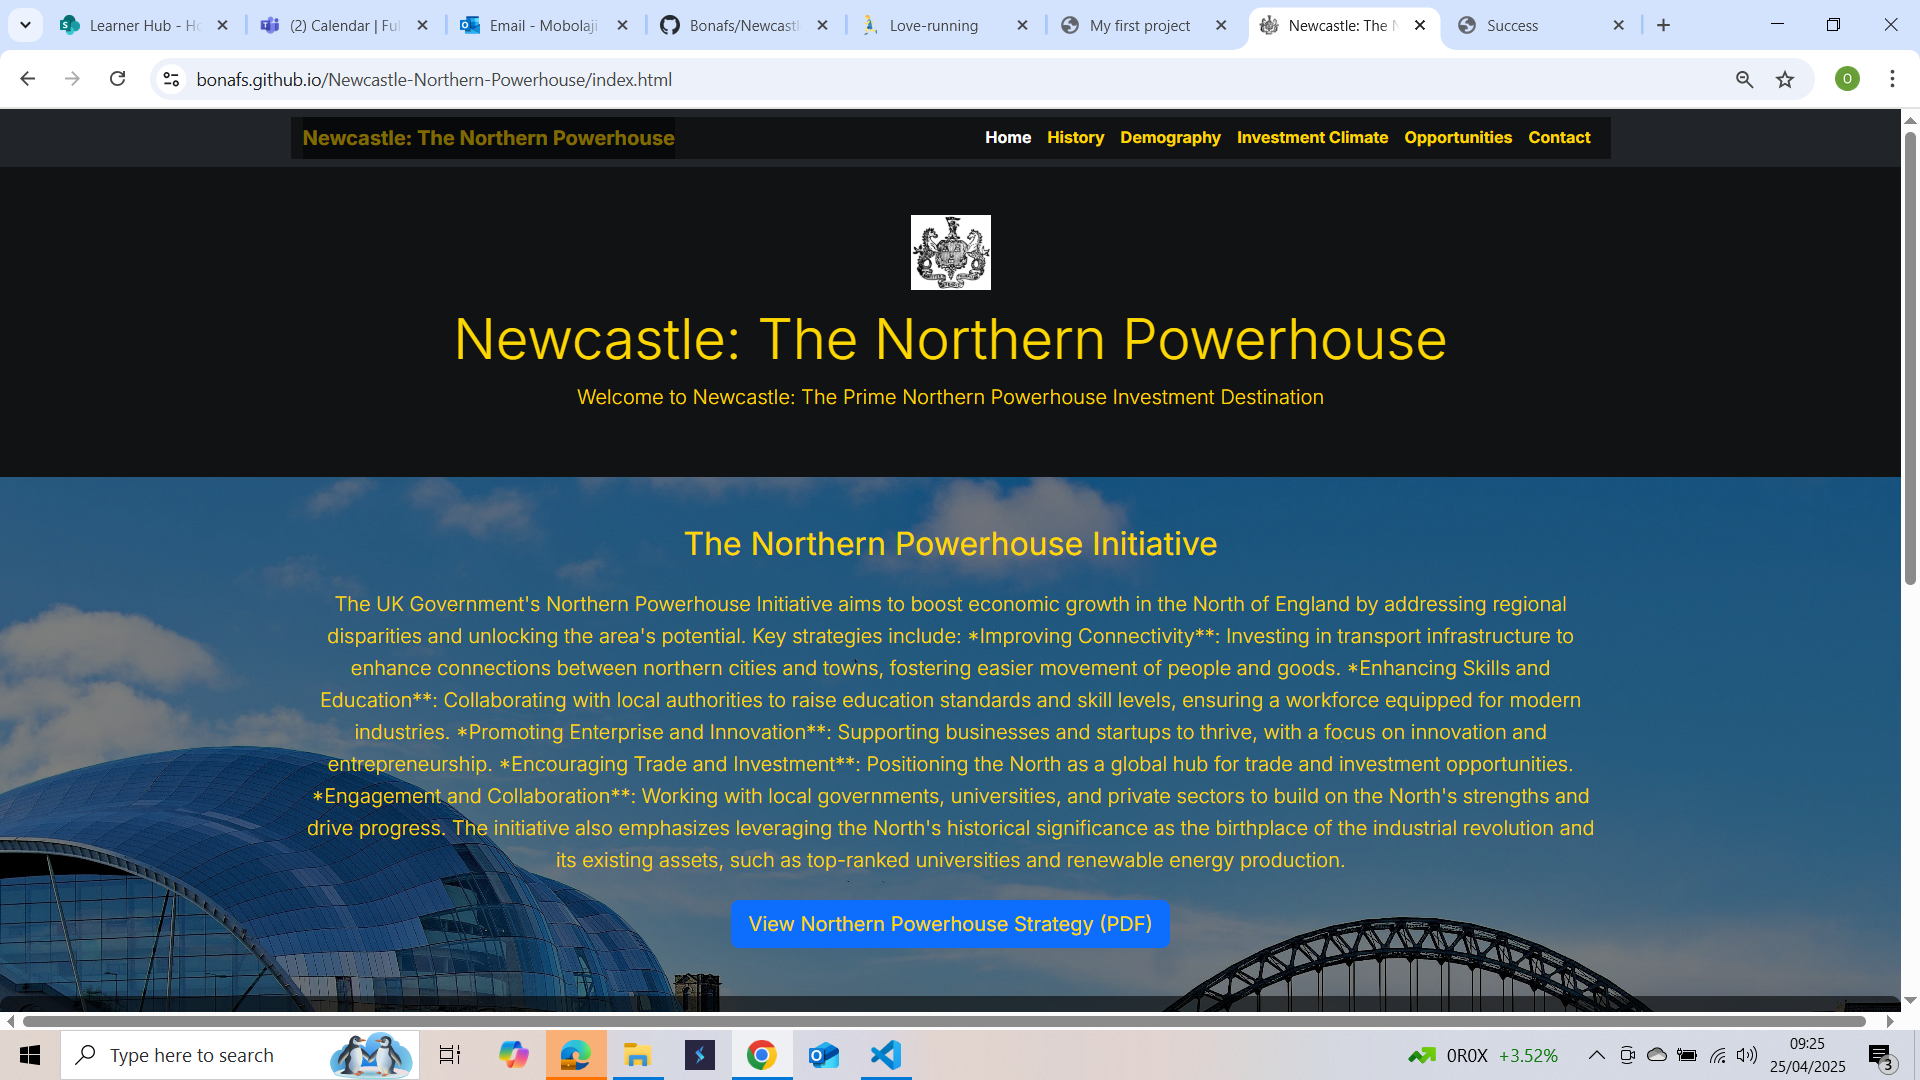 Learner Hub - Ho
(2) Calendar | Ful
Email - Mobolaji
Bonafs/Newcastl
Love-running
My first project
Newcastle: The N
Success
bonafs.github.io/Newcastle-Northern-Powerhouse/index.html
O
Newcastle: The Northern Powerhouse
Home History Demography Investment Climate Opportunities Contact
Newcastle: The Northern Powerhouse
Welcome to Newcastle: The Prime Northern Powerhouse Investment Destination
The Northern Powerhouse Initiative
The UK Government's Northern Powerhouse Initiative aims to boost economic growth in the North of England by addressing regional
disparities and unlocking the area's potential. Key strategies include: *Improving Connectivity**: Investing in transport infrastructure to
enhance connections between northern cities and towns, fostering easier movement of people and goods. *Enhancing Skills and
Education**: Collaborating with local authorities to raise education standards and skill levels, ensuring a workforce equipped for modern
industries. *Promoting Enterprise and Innovation**: Supporting businesses and startups to thrive, with a focus on innovation and
entrepreneurship. *Encouraging Trade and Investment**: Positioning the North as a global hub for trade and investment opportunities.
*Engagement and Collaboration**: Working with local governments, universities, and private sectors to build on the North's strengths and
drive progress. The initiative also emphasizes leveraging the North's historical significance as the birthplace of the industrial revolution and
its existing assets, such as top-ranked universities and renewable energy production.
View Northern Powerhouse Strategy (PDF)
Type here to search
0R0X +3.52%
09:25
25/04/2025
3